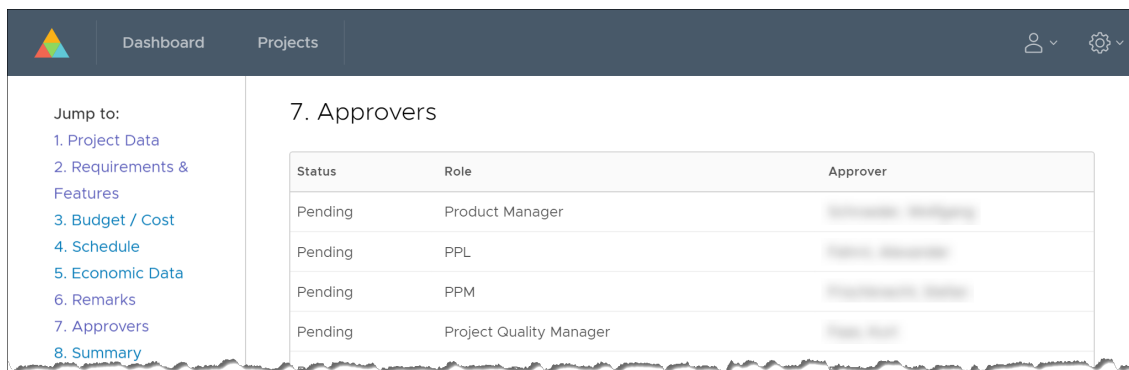 Dashboard Projects
Jump to:
1. Project Data
2. Requirements &
Features
3. Budget / Cost
4. Schedule
5. Economic Data
6. Remarks
7. Approvers
8. Summary
7. Approvers
Status Role Approver
Pending Product Manager
Pending PPL
Pending PPM
Pending Project Quality Manager